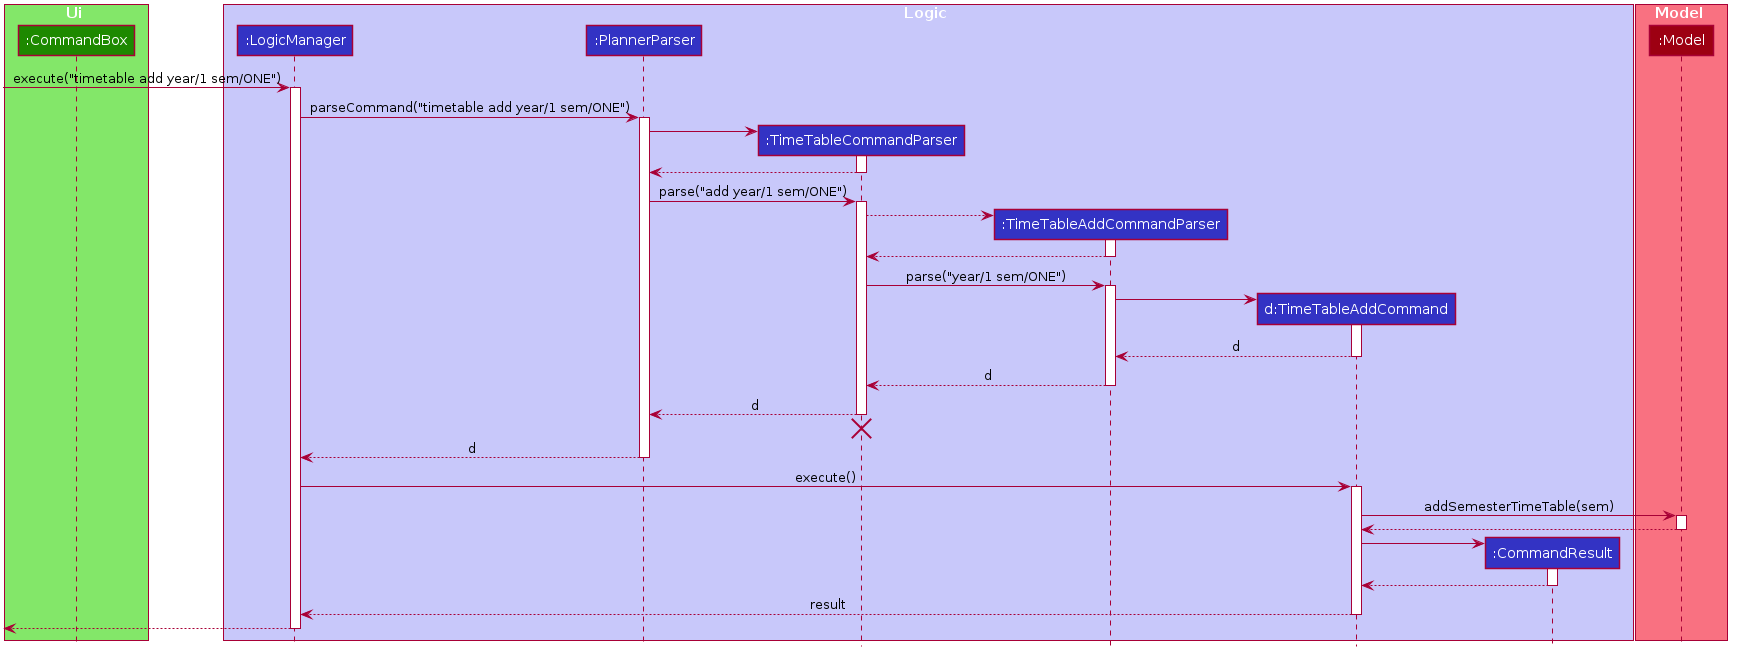 Ui
Logic
Model
:CommandBox
:LogicManager
:PlannerParser
:Model
execute("timetable add year/1 sem/ONE")
parseCommand("timetable add year/1 sem/ONE")
:TimeTableCommandParser
parse("add year/1 sem/ONE")
:TimeTableAddCommandParser
parse("year/1 sem/ONE")
d:TimeTableAddCommand
d
d
d
d
execute()
addSemesterTimeTable(sem)
:CommandResult
result